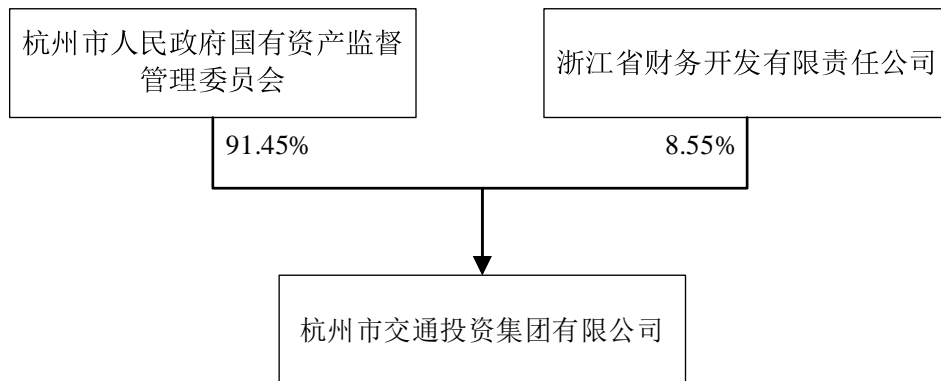 杭州市人民政府国有资产监督
管理委员会
浙江省财务开发有限责任公司
91.45%
8.55%
杭州市交通投资集团有限公司